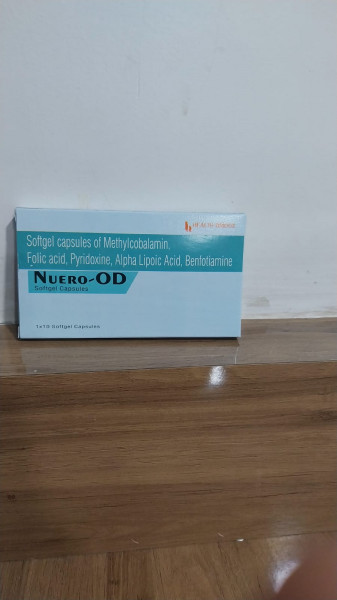 Softgel capsules of Methylcobalamin,
Folic acid, Pyridoxine, Alpha Lipoic Acid, Benfotiamine
NUERO-OD
Softgel Capsules
1x10 Softgel Capsules